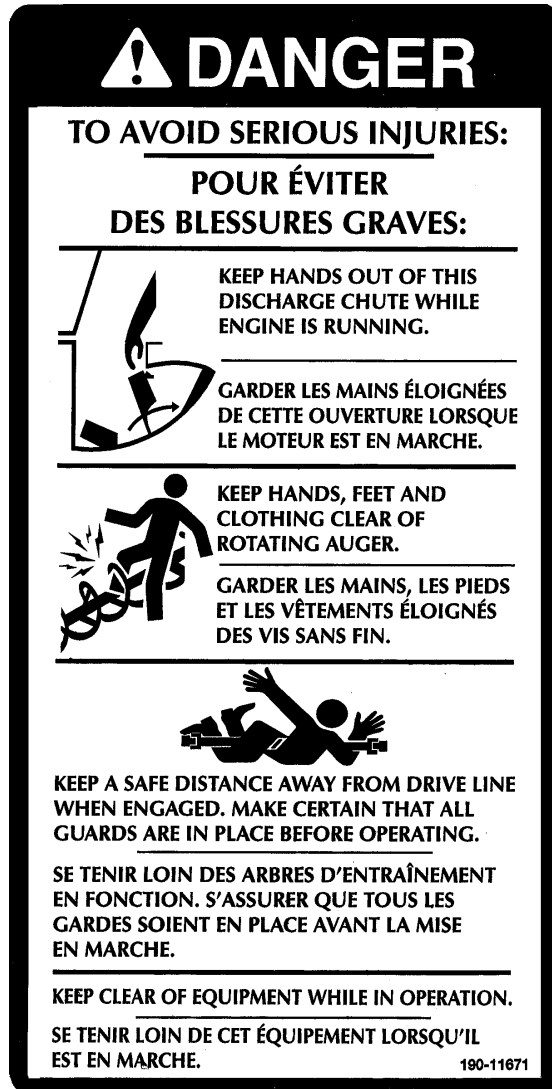 DANGER
TO AVOID SERIOUS INJURIES:
POUR ÉVITER
DES BLESSURES GRAVES:
KEEP HANDS OUT OF THIS
DISCHARGE CHUTE WHILE
ENGINE IS RUNNING.
GARDER LES MAINS ÉLOIGNÉES
DE CETTE OUVERTURE LORSQUE
LE MOTEUR EST EN MARCHE.
KEEP HANDS, FEET AND
CLOTHING CLEAR OF
ROTATING AUGER.
GARDER LES MAINS, LES PIEDS
ET LES VÊTEMENTS ÉLOIGNÉS
DES VIS SANS FIN.
KEEP A SAFE DISTANCE AWAY FROM DRIVE LINE
WHEN ENGAGED. MAKE CERTAIN THAT ALL
GUARDS ARE IN PLACE BEFORE OPERATING.
SE TENIR LOIN DES ARBRES D'ENTRAÎNEMENT
EN FONCTION. S'ASSURER QUE TOUS LES
GARDES SOIENT EN PLACE AVANT LA MISE
EN MARCHE.
KEEP CLEAR OF EQUIPMENT WHILE IN OPERATION.
SE TENIR LOIN DE CET ÉQUIPEMENT LORSQU'IL
EST EN MARCHE.
190-11671